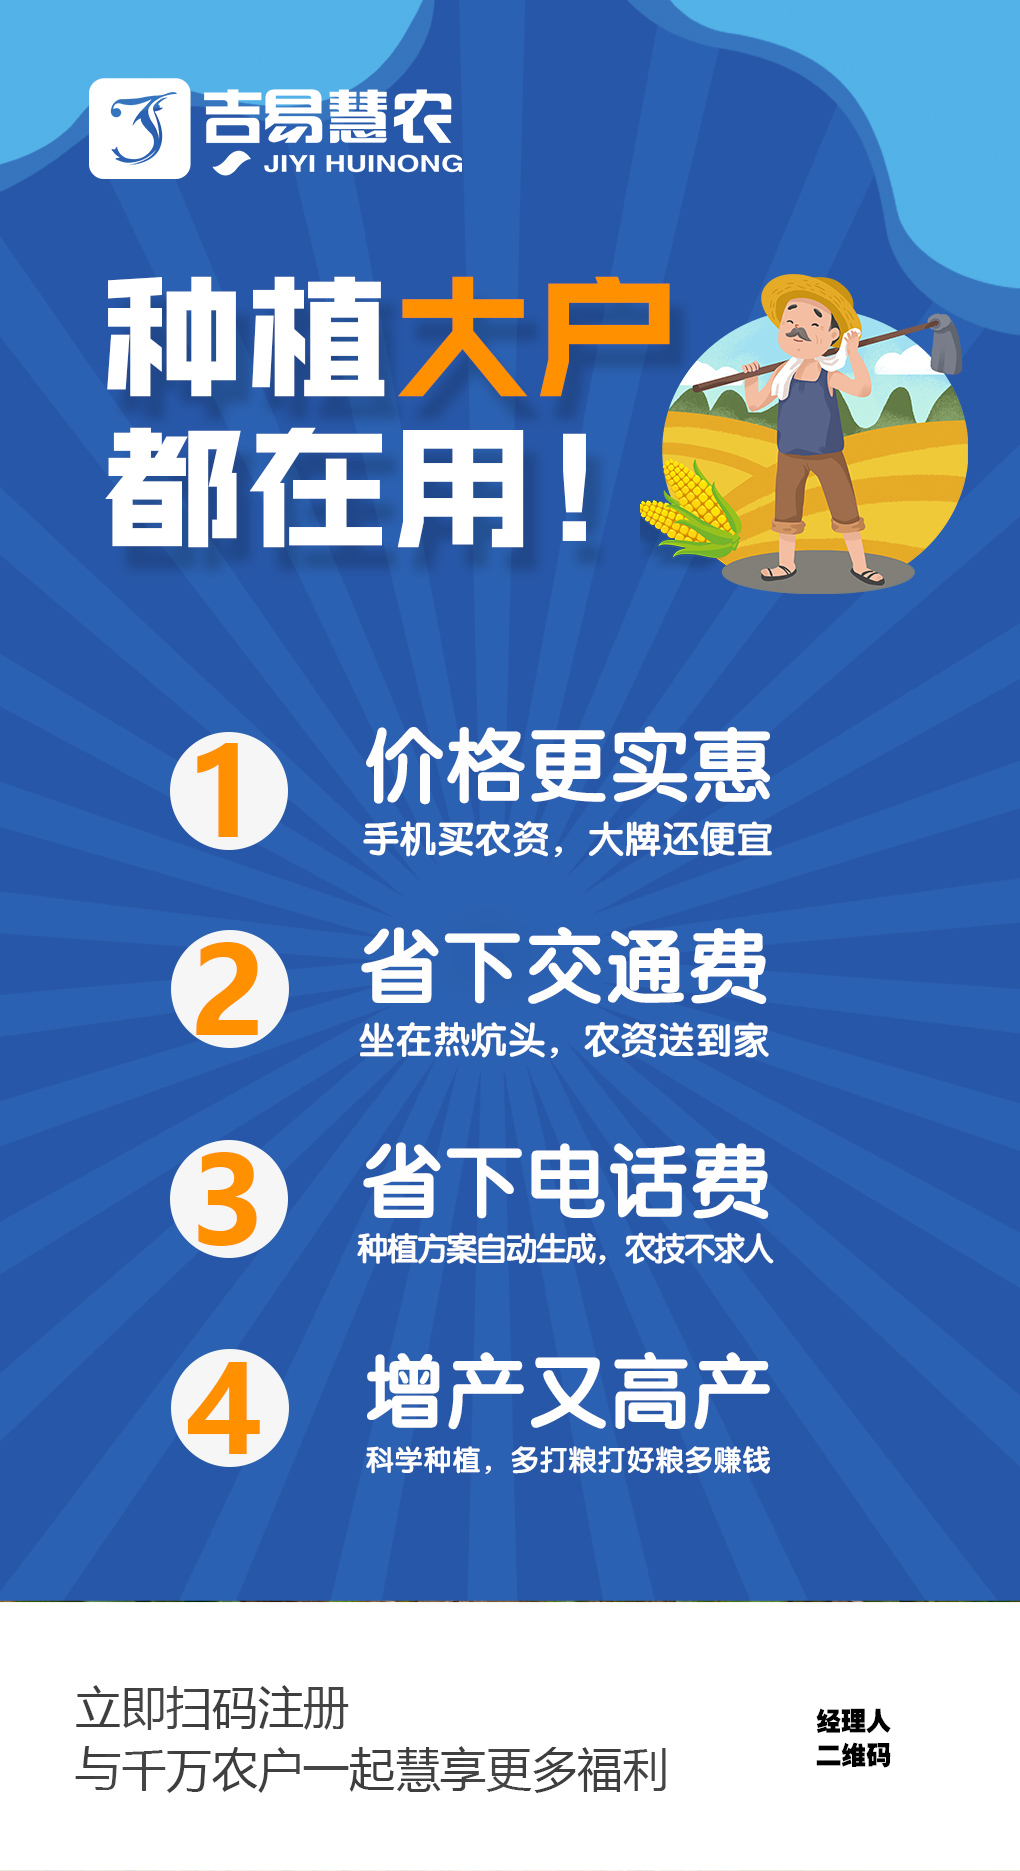 吉易慧农
JIYI HUINONG
种植大户
都在用！
1
价格更实惠
手机买农资，大牌还便宜
2
省下交通费
坐在热炕头，农资送到家
3
省下电话费
种植方案自动生成，农技不求人
4
增产又高产
科学种植，多打粮打好粮多赚钱
立即扫码注册
与千万农户一起慧享更多福利
经理人
二维码